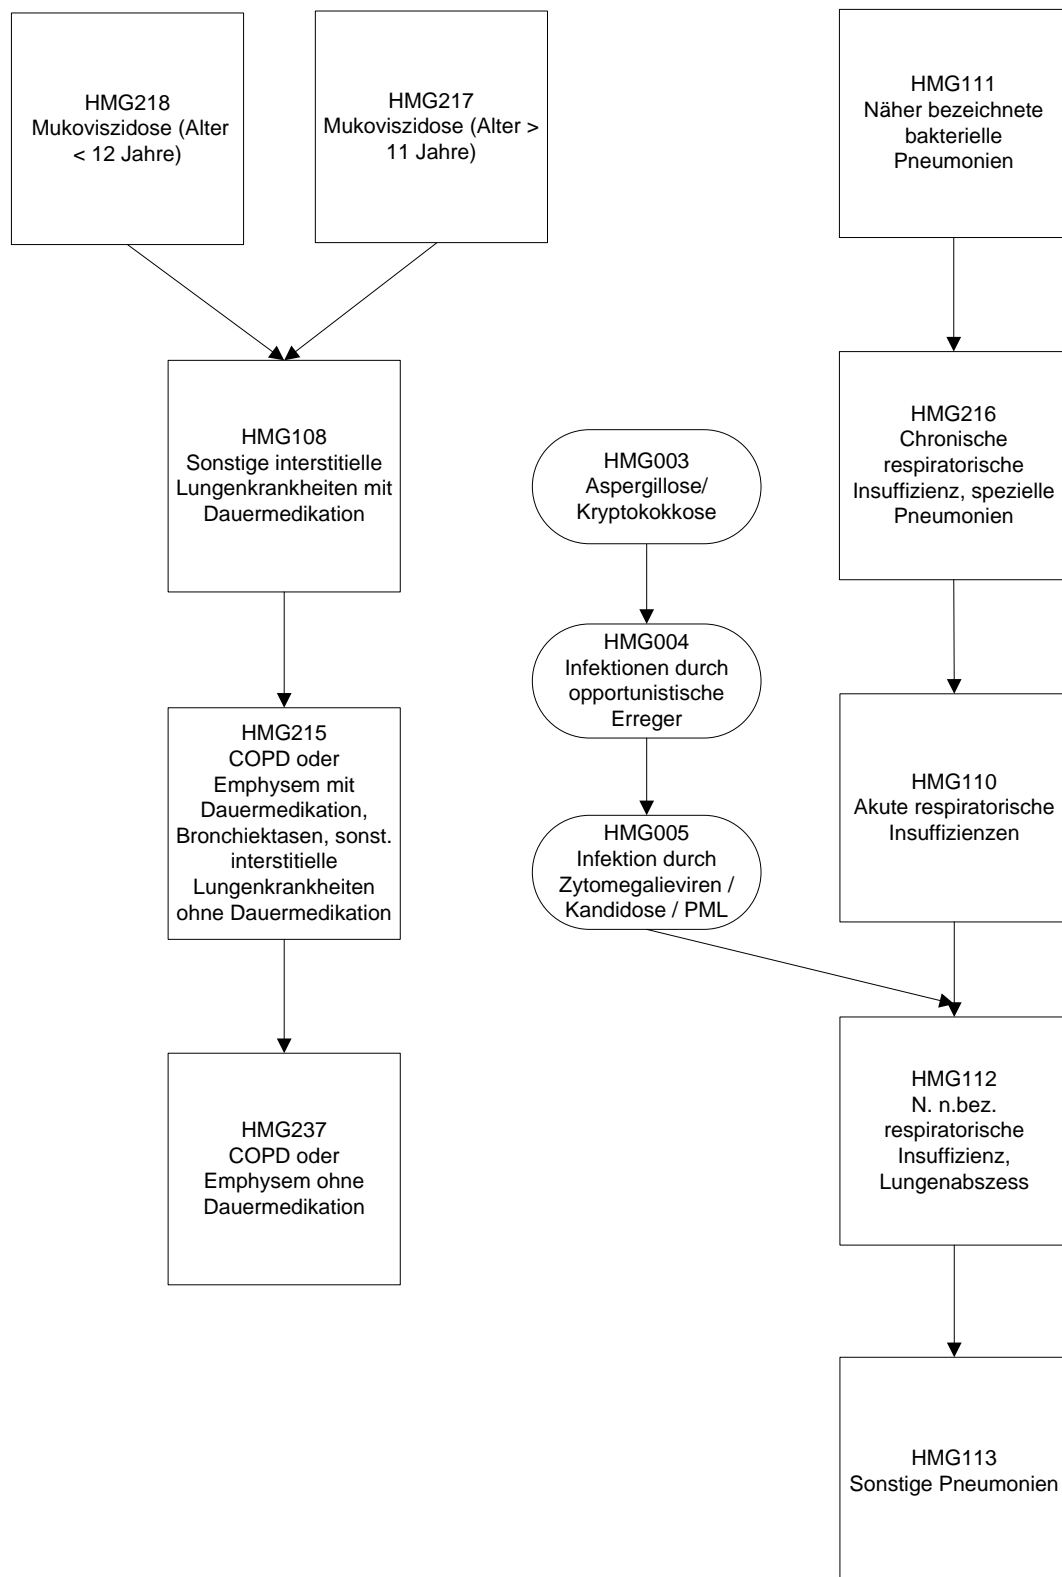 HMG218
Mukoviszidose (Alter
< 12 Jahre)
HMG217
Mukoviszidose (Alter >
11 Jahre)
HMG111
Näher bezeichnete
bakterielle
Pneumonien
HMG108
Sonstige interstitielle
Lungenkrankheiten mit
Dauermedikation
HMG003
Aspergillose/
Kryptokokkose
HMG216
Chronische
respiratorische
Insuffizienz, spezielle
Pneumonien
HMG004
Infektionen durch
opportunistische
Erreger
HMG215
COPD oder
Emphysem mit
Dauermedikation,
Bronchiektasen, sonst.
interstitielle
Lungenkrankheiten
ohne Dauermedikation
HMG005
Infektion durch
Zytomegalieviren /
Kandidose / PML
HMG110
Akute respiratorische
Insuffizienzen
HMG237
COPD oder
Emphysem ohne
Dauermedikation
HMG112
N. n.bez.
respiratorische
Insuffizienz,
Lungenabszess
HMG113
Sonstige Pneumonien